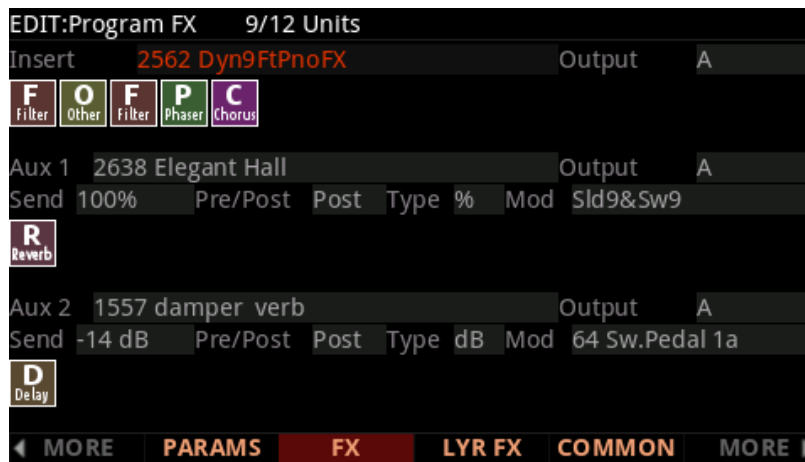 EDIT:Program FX 9/12 Units
Insert 2562 Dyn9FtPnoFX Output A
F O F P C
Filter Other Filter Phaser Chorus
Aux 1 2638 Elegant Hall Output A
Send 100% Pre/Post Post Type % Mod Sld9&Sw9
R
Reverb
Aux 2 1557 damper verb Output A
Send -14 dB Pre/Post Post Type dB Mod 64 Sw.Pedal 1a
D
Delay
MORE PARAMS FX LYR FX COMMON MORE